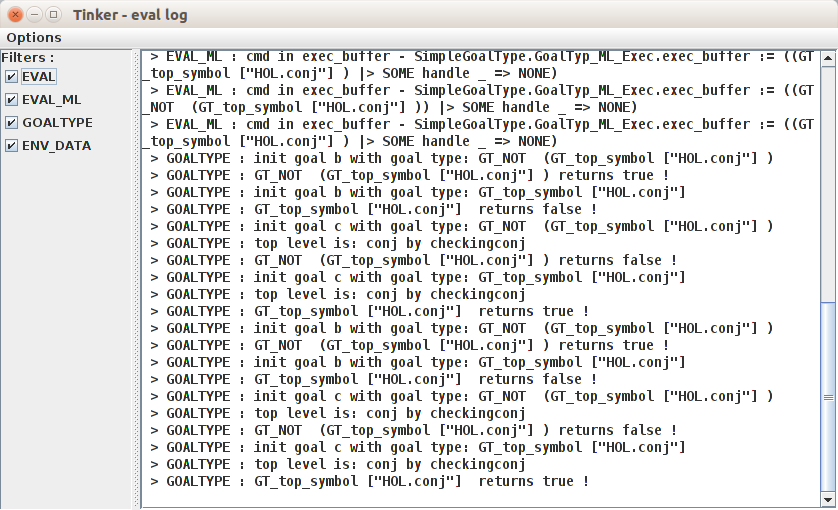 Tinker - eval log
Options
Filters :
EVAL
EVAL_ML
GOALTYPE
ENV_DATA
> EVAL_ML : cmd in exec_buffer - SimpleGoalType.GoalTyp_ML_Exec.exec_buffer := ((GT
_top_symbol ["HOL.conj"] ) |> SOME handle _ => NONE)
> EVAL_ML : cmd in exec_buffer - SimpleGoalType.GoalTyp_ML_Exec.exec_buffer := ((GT
_NOT (GT_top_symbol ["HOL.conj"] )) |> SOME handle _ => NONE)
> EVAL_ML : cmd in exec_buffer - SimpleGoalType.GoalTyp_ML_Exec.exec_buffer := ((GT
_top_symbol ["HOL.conj"] ) |> SOME handle _ => NONE)
> GOALTYPE : init goal b with goal type: GT_NOT (GT_top_symbol ["HOL.conj"] )
> GOALTYPE : GT_NOT (GT_top_symbol ["HOL.conj"] ) returns true !
> GOALTYPE : init goal b with goal type: GT_top_symbol ["HOL.conj"]
> GOALTYPE : GT_top_symbol ["HOL.conj"] returns false !
> GOALTYPE : init goal c with goal type: GT_NOT (GT_top_symbol ["HOL.conj"] )
> GOALTYPE : top level is: conj by checkingconj
> GOALTYPE : GT_NOT (GT_top_symbol ["HOL.conj"] ) returns false !
> GOALTYPE : init goal c with goal type: GT_top_symbol ["HOL.conj"]
> GOALTYPE : top level is: conj by checkingconj
> GOALTYPE : GT_top_symbol ["HOL.conj"] returns true !
> GOALTYPE : init goal b with goal type: GT_NOT (GT_top_symbol ["HOL.conj"] )
> GOALTYPE : GT_NOT (GT_top_symbol ["HOL.conj"] ) returns true !
> GOALTYPE : init goal b with goal type: GT_top_symbol ["HOL.conj"]
> GOALTYPE : GT_top_symbol ["HOL.conj"] returns false !
> GOALTYPE : init goal c with goal type: GT_NOT (GT_top_symbol ["HOL.conj"] )
> GOALTYPE : top level is: conj by checkingconj
> GOALTYPE : GT_NOT (GT_top_symbol ["HOL.conj"] ) returns false !
> GOALTYPE : init goal c with goal type: GT_top_symbol ["HOL.conj"]
> GOALTYPE : top level is: conj by checkingconj
> GOALTYPE : GT_top_symbol ["HOL.conj"] returns true !